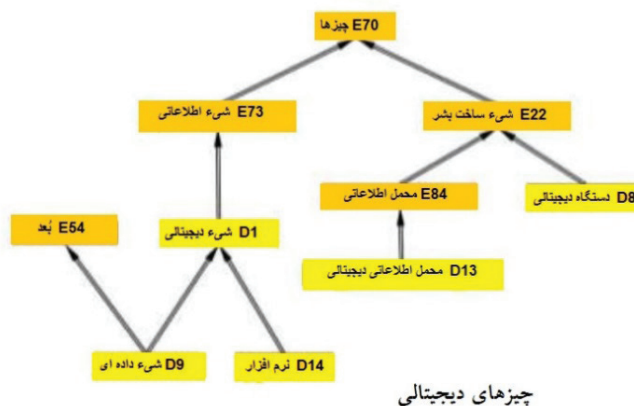 E70 چیزها
E73 شیء اطلاعاتی
E22 شیء ساخت بشر
E84 محمل اطلاعاتی
D8 دستگاه دیجیتالی
E54 بُعد
D1 شیء دیجیتالی
D13 محمل اطلاعاتی دیجیتالی
D9 شیء داده ای
D14 نرم افزار
چیزهای دیجیتالی